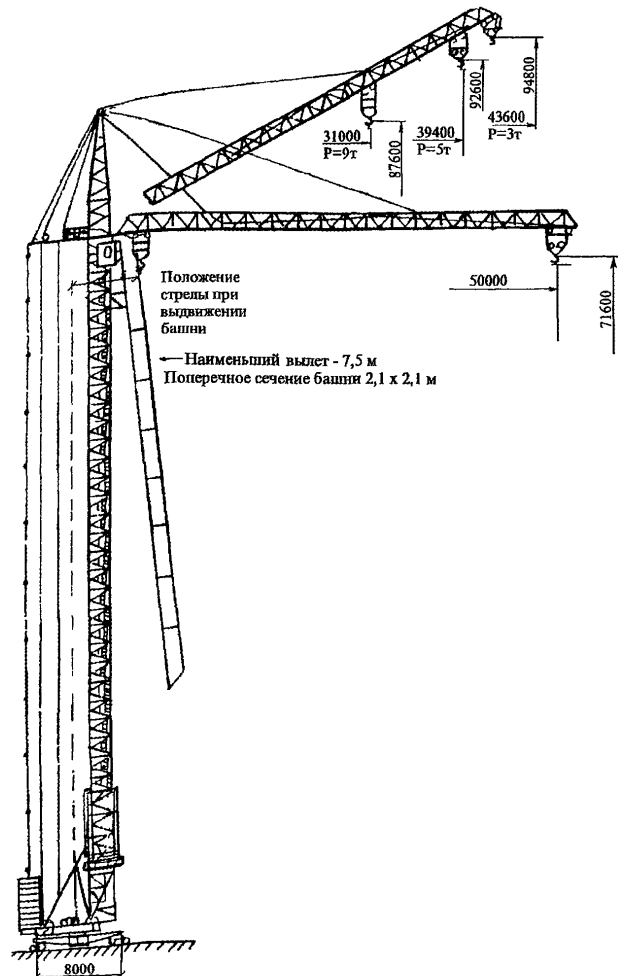 94800
92600
43600
Р=3т
39400
Р=5т
31000
Р=9т
87600
50000
71600
Положение
стрелы при
выдвижении
башни
Наименьший вылет - 7,5 м
Поперечное сечение башни 2,1 х 2,1 м
8000